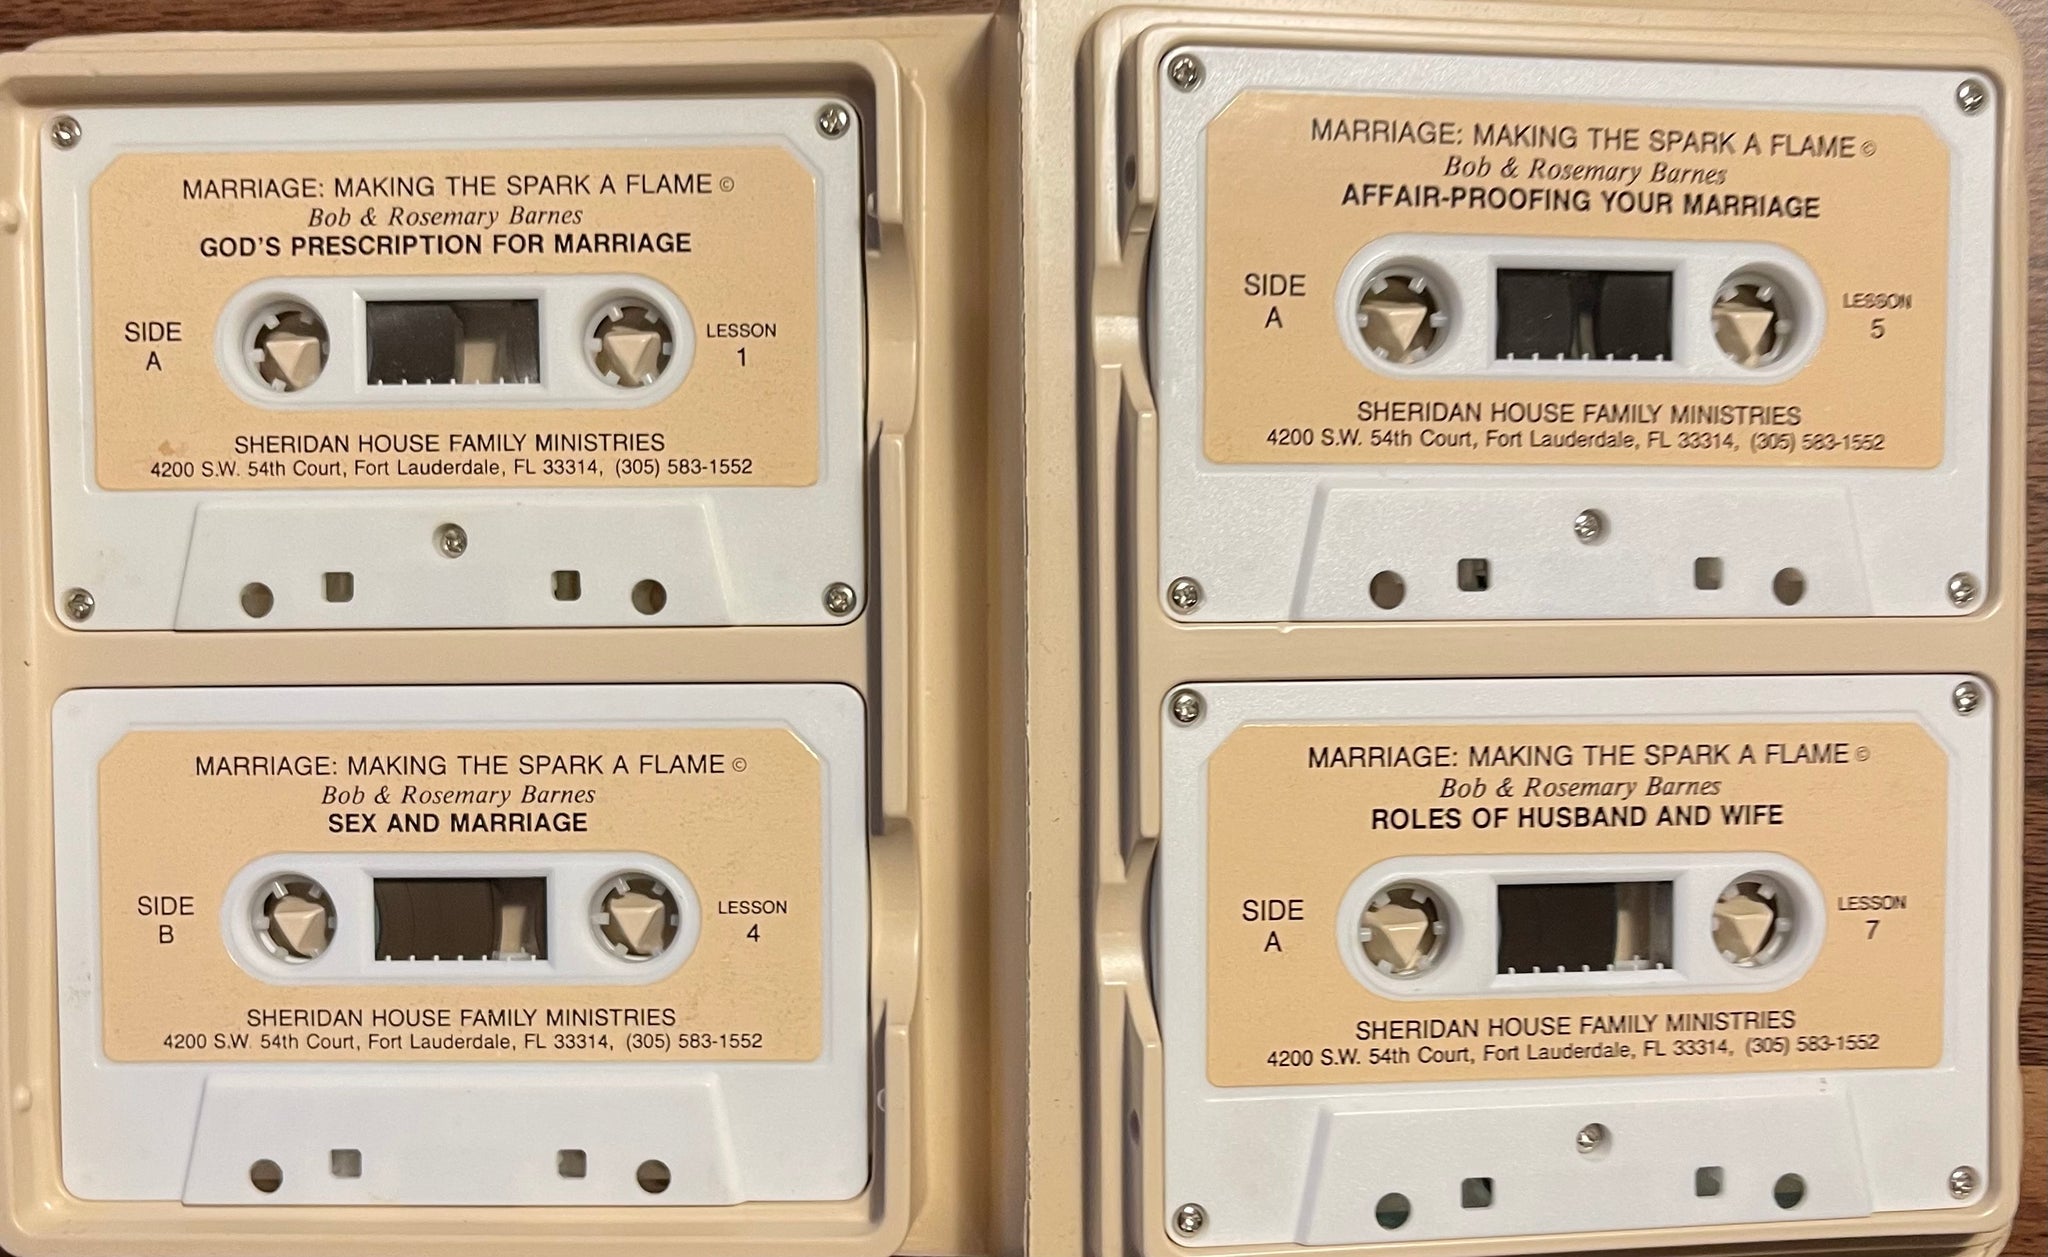 MARRIAGE: MAKING THE SPARK A FLAME ©
Bob & Rosemary Barnes
GOD'S PRESCRIPTION FOR MARRIAGE
SIDE
A
LESSON
1
SHERIDAN HOUSE FAMILY MINISTRIES
4200 S.W. 54th Court, Fort Lauderdale, FL 33314, (305) 583-1552
MARRIAGE: MAKING THE SPARK A FLAME ©
Bob & Rosemary Barnes
SEX AND MARRIAGE
SIDE
B
LESSON
4
SHERIDAN HOUSE FAMILY MINISTRIES
4200 S.W. 54th Court, Fort Lauderdale, FL 33314, (305) 583-1552
MARRIAGE: MAKING THE SPARK A FLAME ©
Bob & Rosemary Barnes
AFFAIR-PROOFING YOUR MARRIAGE
SIDE
A
LESSON
5
SHERIDAN HOUSE FAMILY MINISTRIES
4200 S.W. 54th Court, Fort Lauderdale, FL 33314, (305) 583-1552
MARRIAGE: MAKING THE SPARK A FLAME ©
Bob & Rosemary Barnes
ROLES OF HUSBAND AND WIFE
SIDE
A
LESSON
7
SHERIDAN HOUSE FAMILY MINISTRIES
4200 S.W. 54th Court, Fort Lauderdale, FL 33314, (305) 583-1552